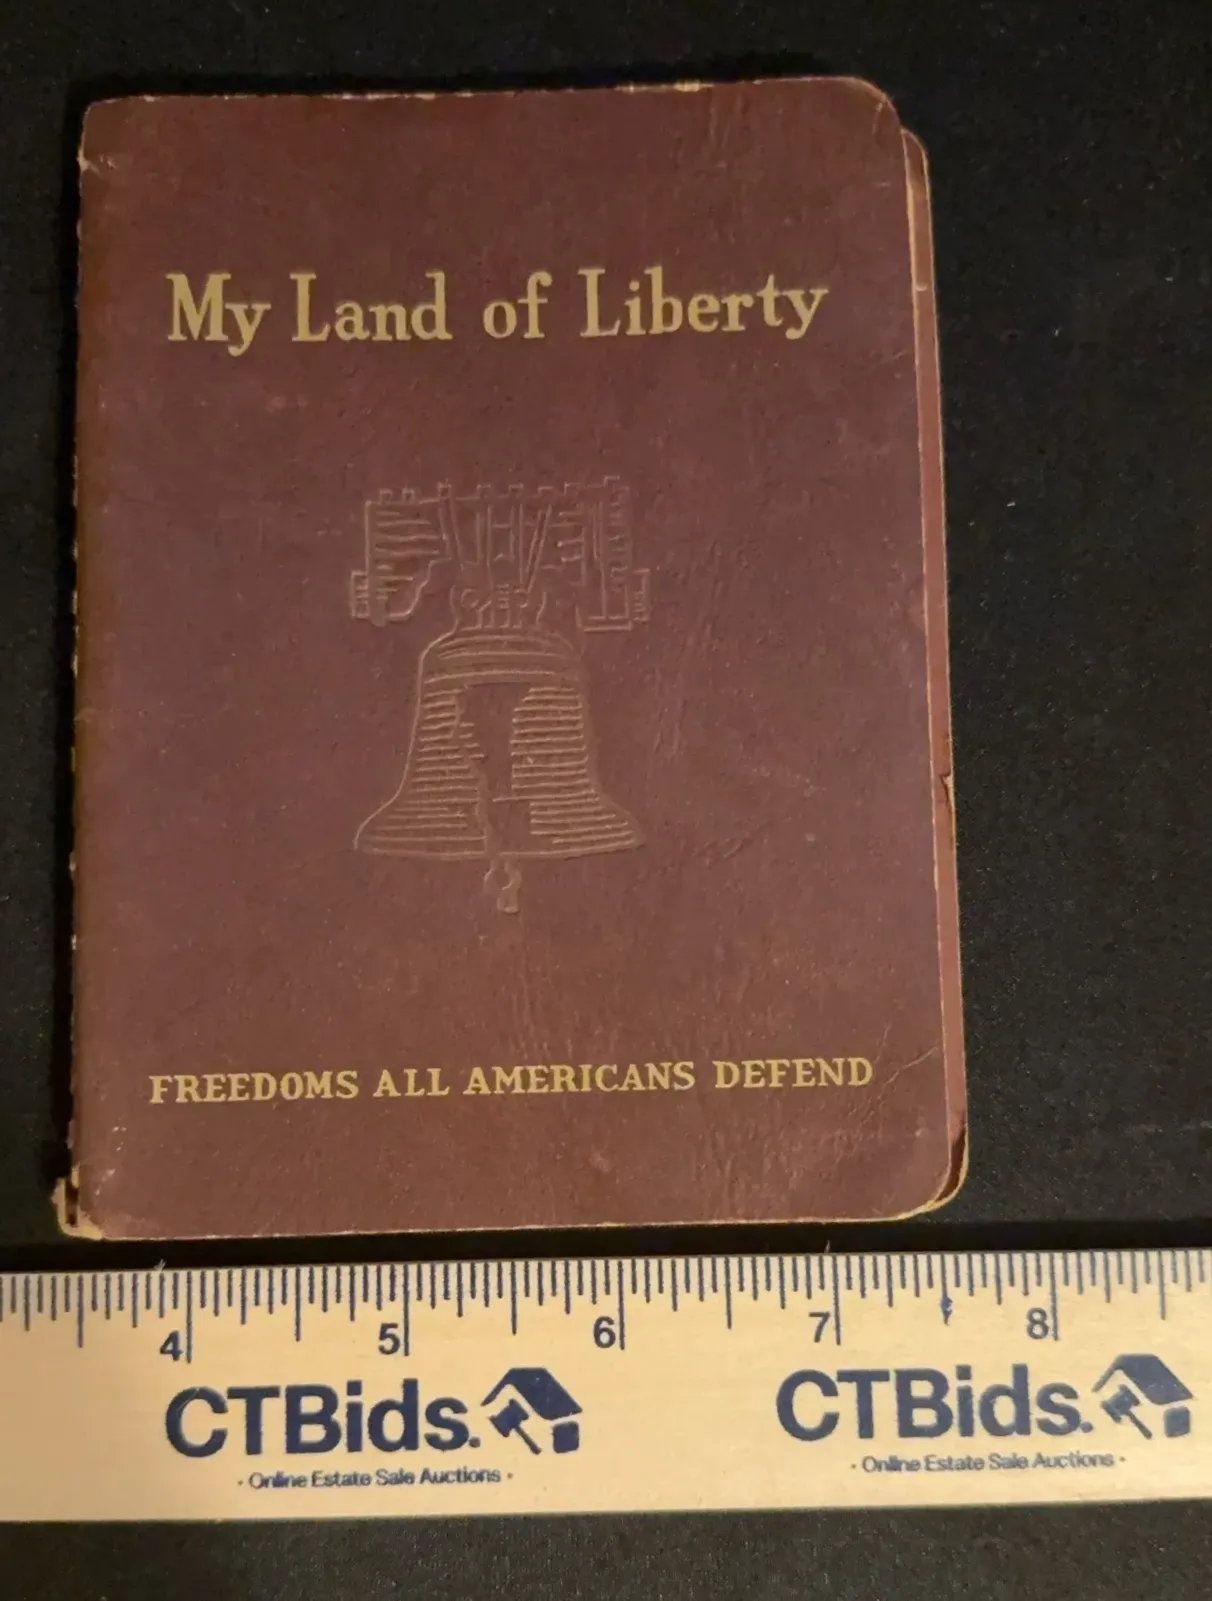 My Land of Liberty
FREEDOMS ALL AMERICANS DEFEND
4 5 6 7 8
CTBids. CTBids.
· Online Estate Sale Auctions · · Online Estate Sale Auctions ·